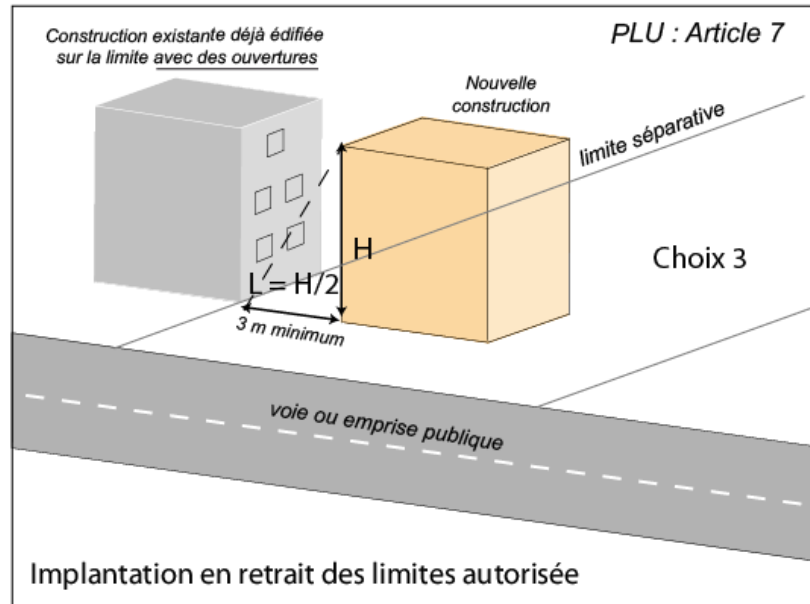 Construction existante déjà édifiée
sur la limite avec des ouvertures
PLU : Article 7
Nouvelle
construction
limite séparative
H
Choix 3
L = H/2
3 m minimum
voie ou emprise publique
Implantation en retrait des limites autorisée